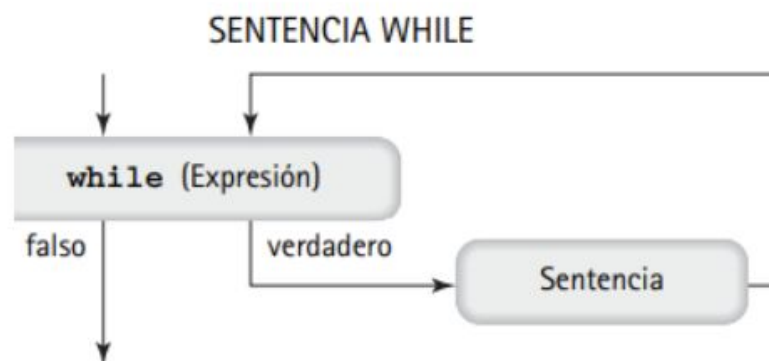 SENTENCIA WHILE
while (Expresión)
falso
verdadero
Sentencia